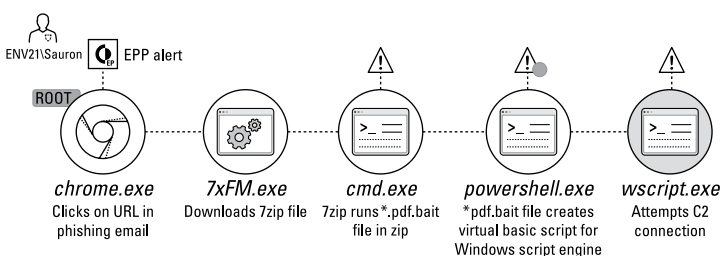 ENV21\Sauron
EP
EPP alert
ROOT
>_
>_
>_
chrome.exe
Clicks on URL in
phishing email
7xFM.exe
Downloads 7zip file
cmd.exe
7zip runs *.pdf.bait
file in zip
powershell.exe
*pdf.bait file creates
virtual basic script for
Windows script engine
wscript.exe
Attempts C2
connection